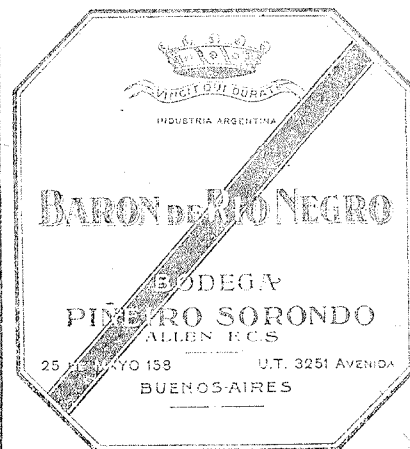 VINCIT QUI DURAT
INDUSTRIA ARGENTINA
BARON DE RIO NEGRO
BODEGA
PIÑEIRO SORONDO
ALLEN F.C.S
25 DE MAYO 158 U.T. 3251 AVENIDA
BUENOS-AIRES